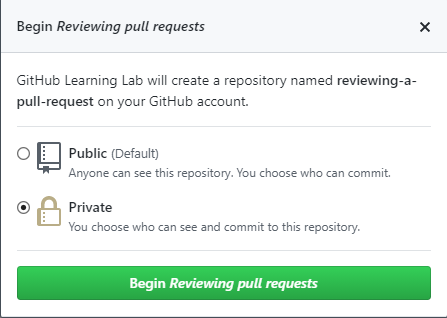 Begin Reviewing pull requests
GitHub Learning Lab will create a repository named reviewing-a-
pull-request on your GitHub account.
Public (Default)
Anyone can see this repository. You choose who can commit.
Private
You choose who can see and commit to this repository.
Begin Reviewing pull requests